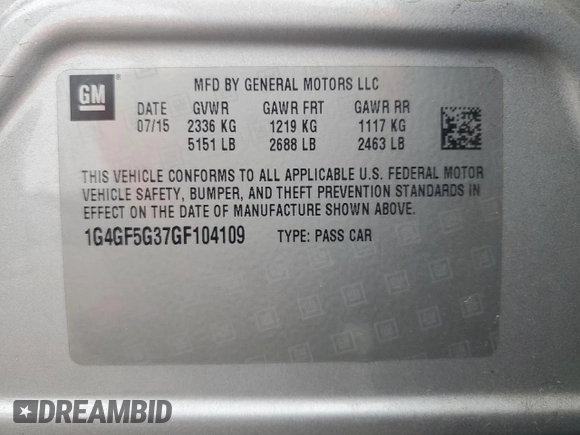 GM
MFD BY GENERAL MOTORS LLC
DATE GVWR GAWR FRT GAWR RR
07/15 2336 KG 1219 KG 1117 KG
5151 LB 2688 LB 2463 LB
THIS VEHICLE CONFORMS TO ALL APPLICABLE U.S. FEDERAL MOTOR
VEHICLE SAFETY, BUMPER, AND THEFT PREVENTION STANDARDS IN
EFFECT ON THE DATE OF MANUFACTURE SHOWN ABOVE.
1G4GF5G37GF104109 TYPE: PASS CAR
DREAMBID